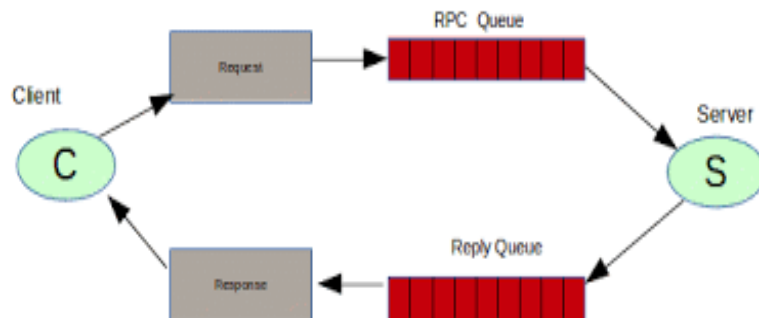 RPC Queue
Request
Client
Server
C
S
Reply Queue
Response